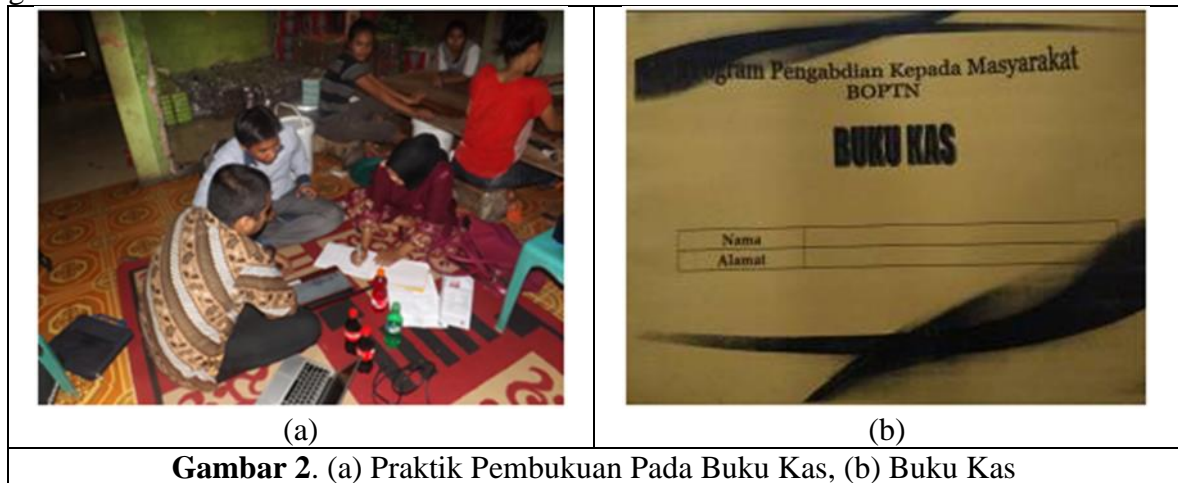 g
Program Pengabdian Kepada Masyarakat
BOPTN
BUKU KAS
Nama
Alamat
(a)
(b)
Gambar 2. (a) Praktik Pembukuan Pada Buku Kas, (b) Buku Kas